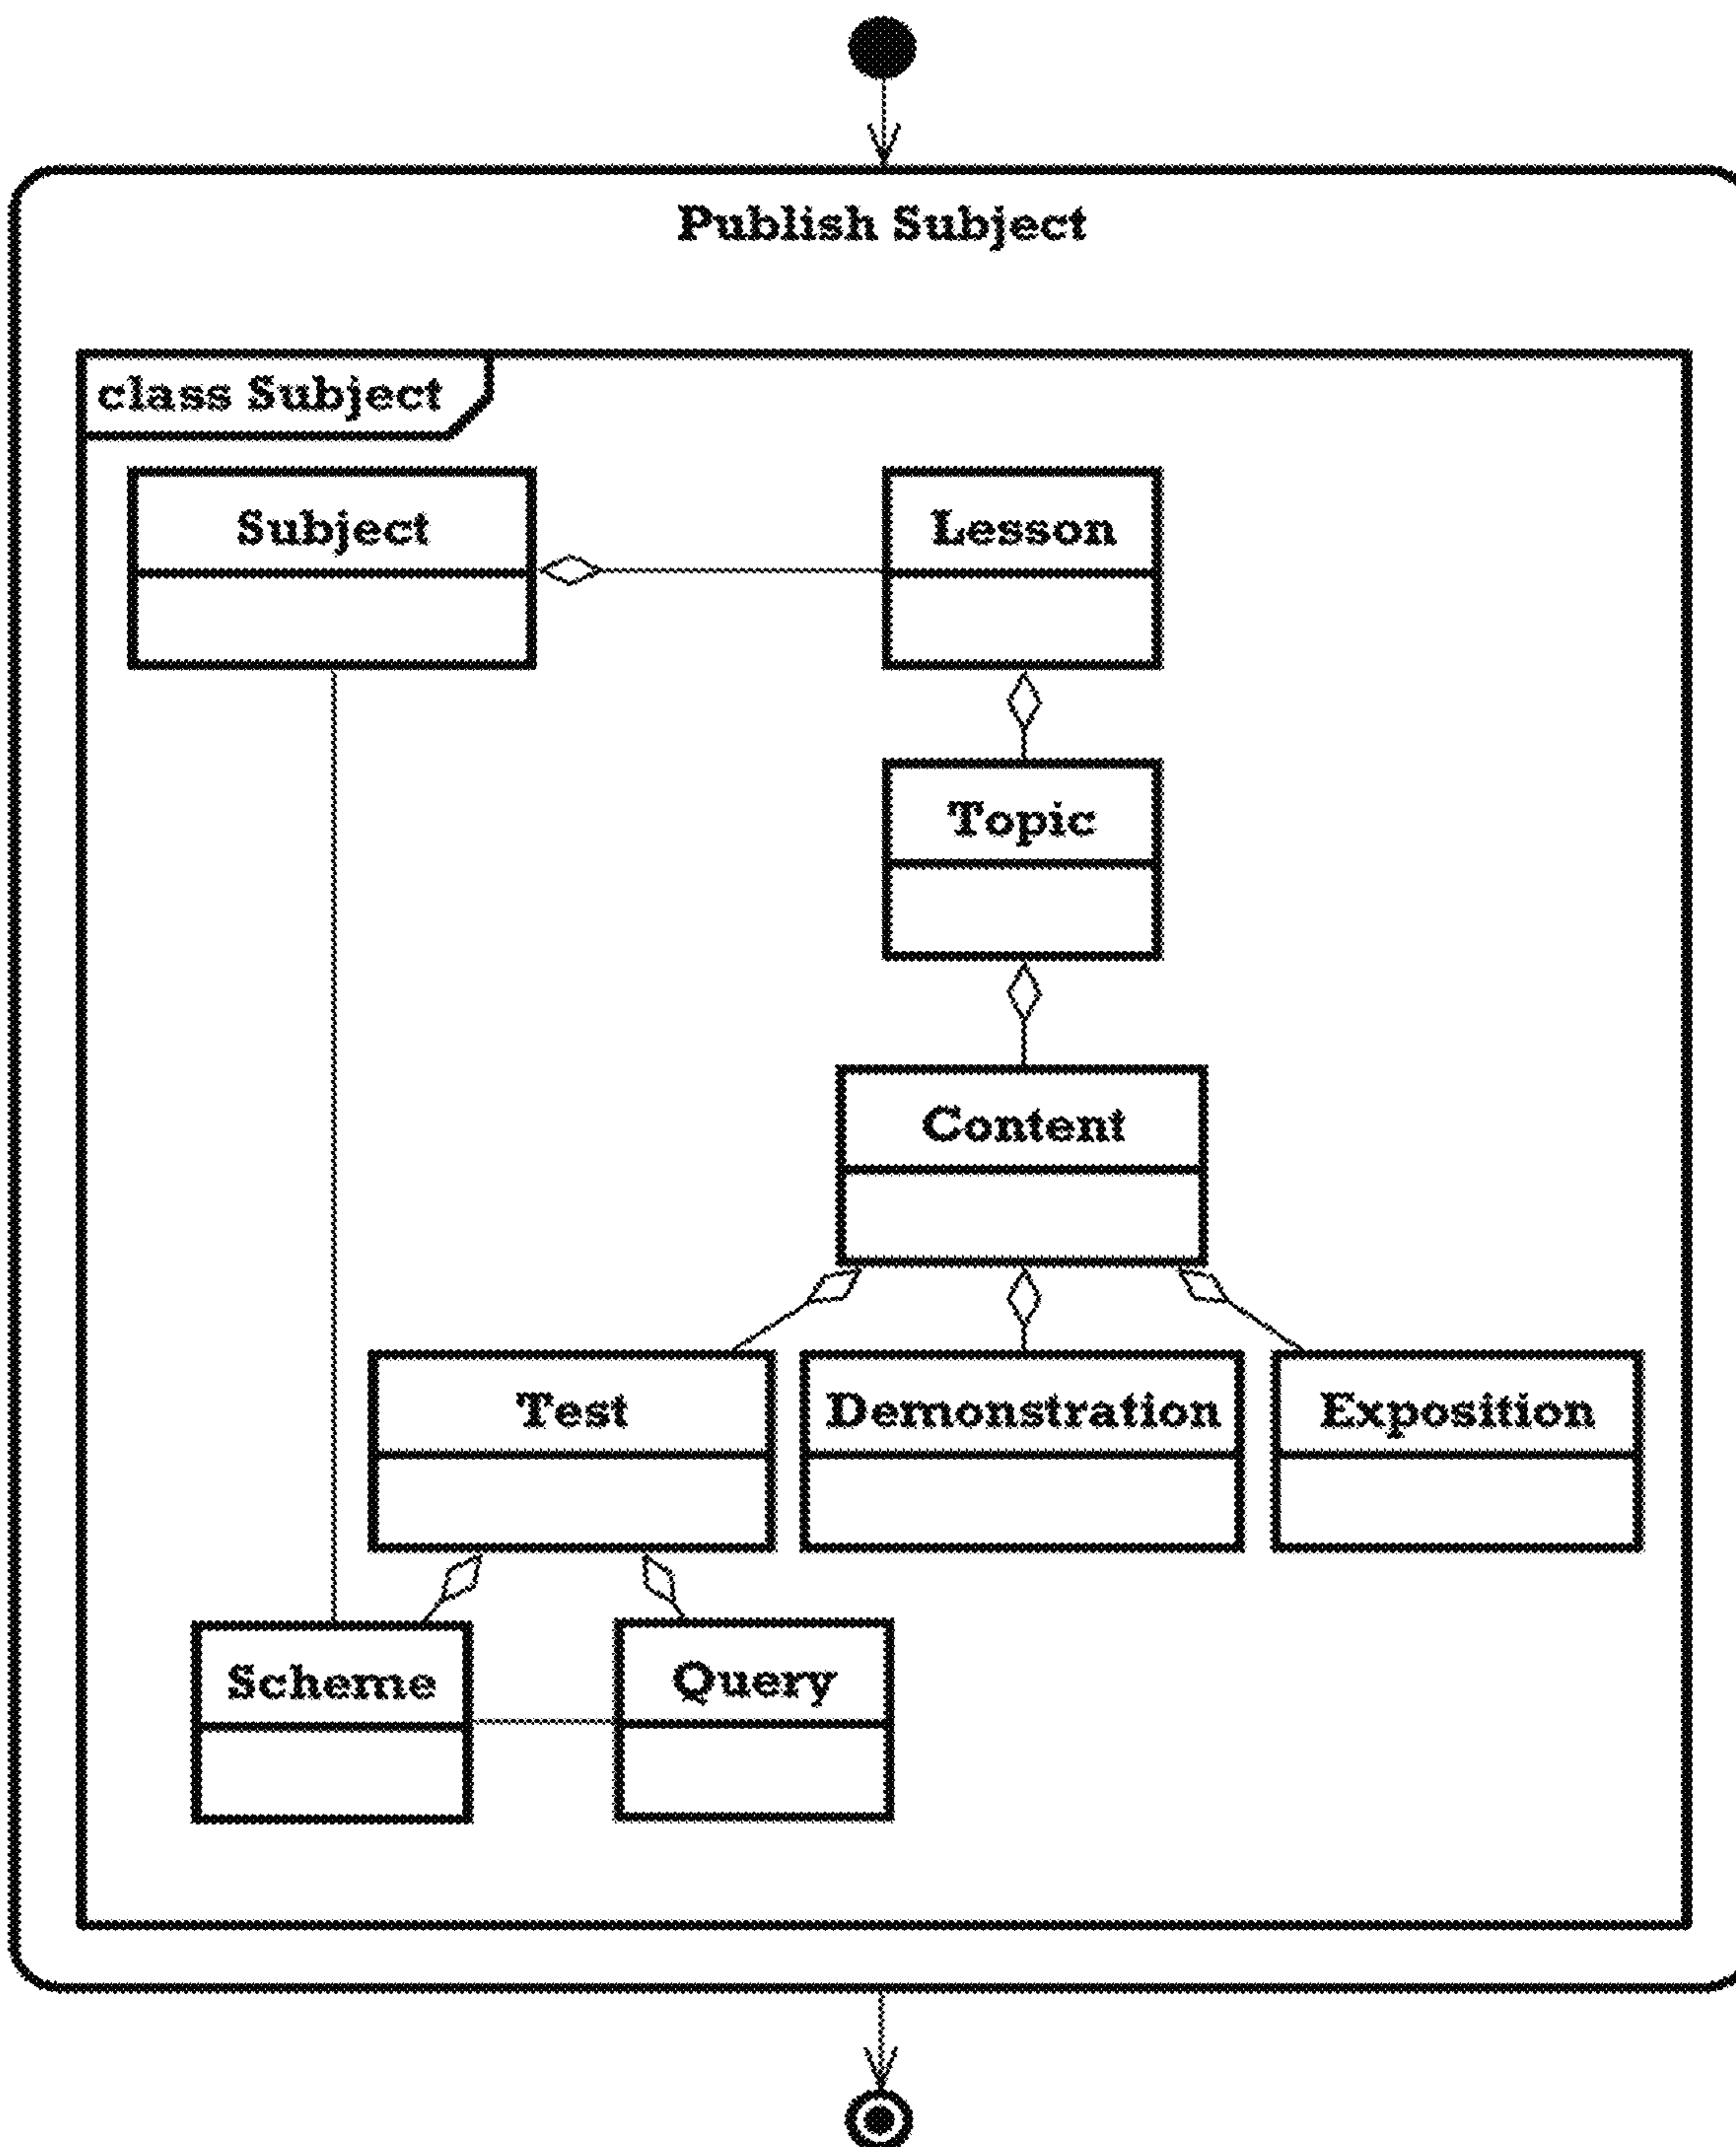 Publish Subject
class Subject
Subject
Lesson
Topic
Content
Test
Demonstration
Exposition
Scheme
Query